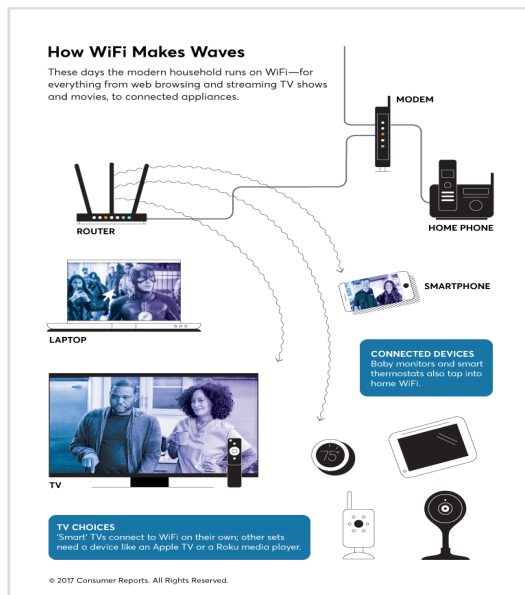 How WiFi Makes Waves
These days the modern household runs on WiFi—for
everything from web browsing and streaming TV shows
and movies, to connected appliances.
MODEM
ROUTER
HOME PHONE
SMARTPHONE
LAPTOP
CONNECTED DEVICES
Baby monitors and smart
thermostats also tap into
home WiFi.
75°
TV
TV CHOICES
‘Smart’ TVs connect to WiFi on their own; other sets
need a device like an Apple TV or a Roku media player.
© 2017 Consumer Reports. All Rights Reserved.